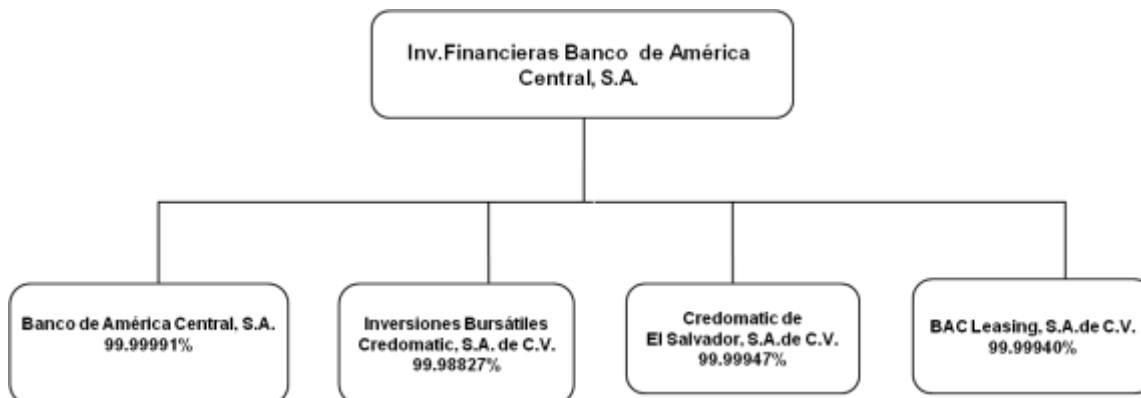 Inv.Financieras Banco de América
Central, S.A.
Banco de América Central, S.A.
99.99991%
Inversiones Bursátiles
Credomatic, S.A. de C.V.
99.98827%
Credomatic de
El Salvador, S.A.de C.V.
99.99947%
BAC Leasing, S.A.de C.V.
99.99940%